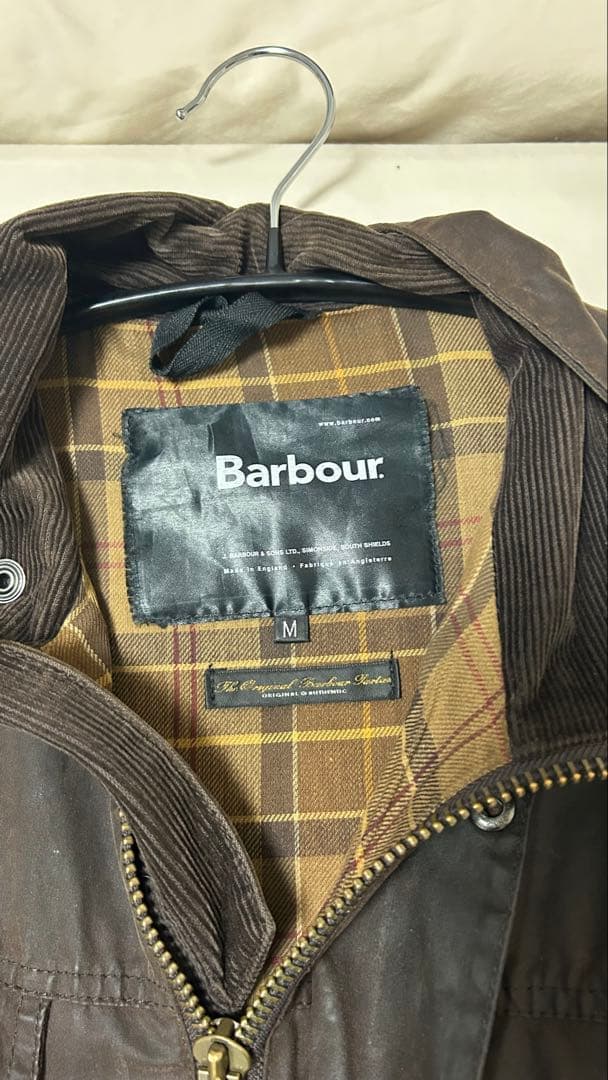 www.barbour.com
Barbour.
J. BARBOUR & SONS LTD., SIMONSIDE, SOUTH SHIELDS
Made in England • Fabriqué en Angleterre
M
The Original Barbour
ORIGINAL & AUTHENTIC